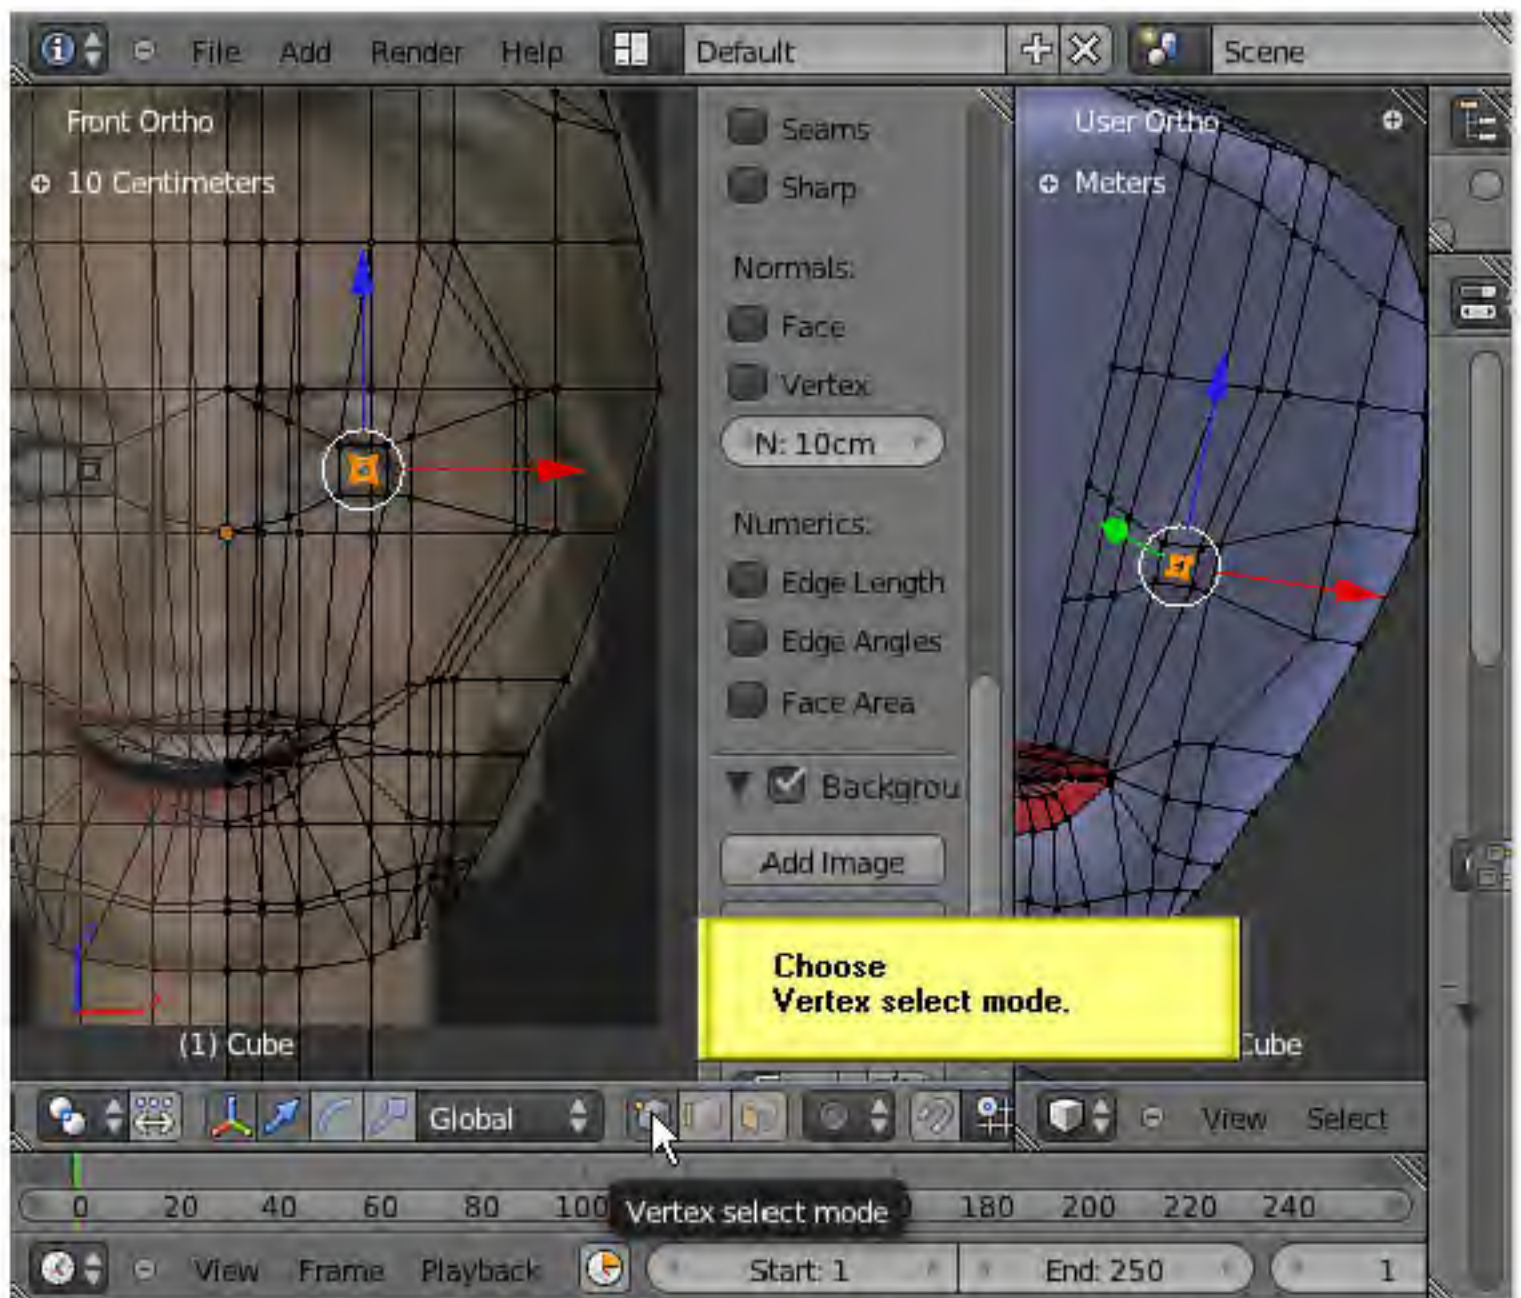 File Add Render Help Default Scene
Front Ortho
10 Centimeters
Seams
Sharp
Normals:
Face
Vertex
N: 10cm
Numerics:
Edge Length
Edge Angles
Face Area
Backgrou
Add Image
User Ortho
Meters
Choose
Vertex select mode.
(1) Cube
Cube
Global
View Select
0 20 40 60 80 100 180 200 220 240
Vertex select mode
View Frame Playback Start: 1 End: 250 1